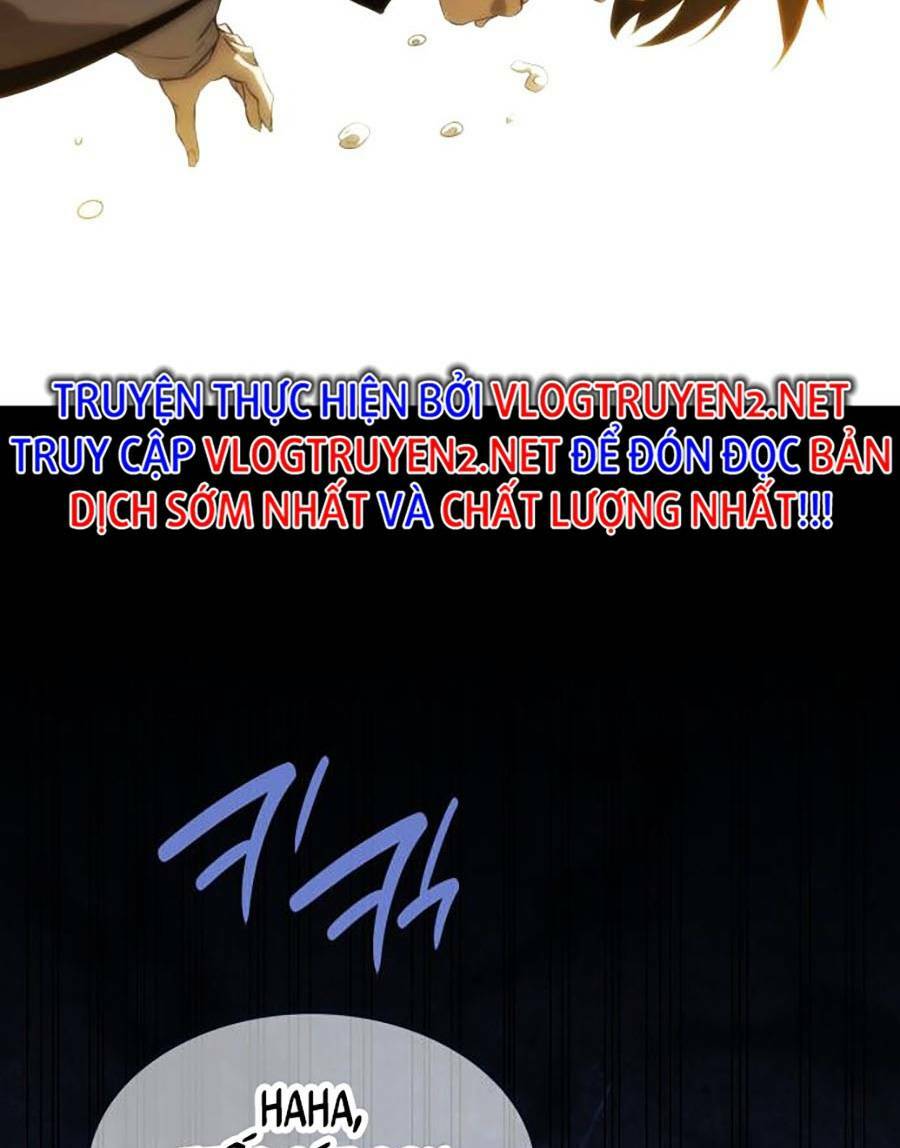 TRUYỆN THỰC HIỆN BỞI VLOGTRUYEN2.NET
TRUY CẬP VLOGTRUYEN2.NET ĐỂ ĐÓN ĐỌC BẢN
DỊCH SỚM NHẤT VÀ CHẤT LƯỢNG NHẤT!!!
키킥
HAHA,